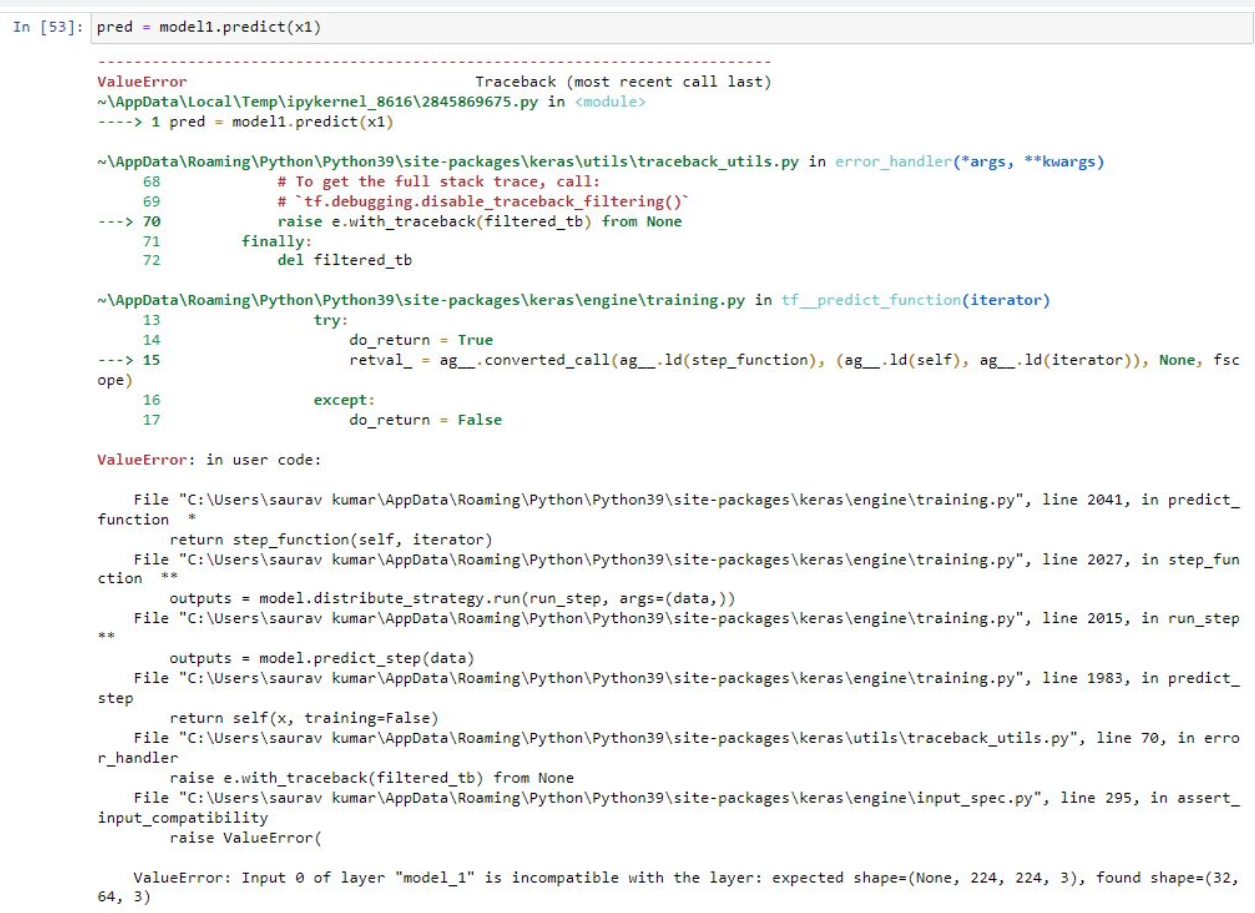 In [53]: pred = model1.predict(x1)
---------------------------------------------------------------------------
ValueError                                Traceback (most recent call last)
~\AppData\Local\Temp\ipykernel_8616\2845869675.py in <module>
----> 1 pred = model1.predict(x1)
~\AppData\Roaming\Python\Python39\site-packages\keras\utils\traceback_utils.py in error_handler(*args, **kwargs)
     68             # To get the full stack trace, call:
     69             # `tf.debugging.disable_traceback_filtering()`
---> 70             raise e.with_traceback(filtered_tb) from None
     71         finally:
     72             del filtered_tb
~\AppData\Roaming\Python\Python39\site-packages\keras\engine\training.py in tf__predict_function(iterator)
     13                 try:
     14                     do_return = True
---> 15                     retval_ = ag__.converted_call(ag__.ld(step_function), (ag__.ld(self), ag__.ld(iterator)), None, fsc
ope)
     16                 except:
     17                     do_return = False
ValueError: in user code:
    File "C:\Users\saurav kumar\AppData\Roaming\Python\Python39\site-packages\keras\engine\training.py", line 2041, in predict_
function  *
        return step_function(self, iterator)
    File "C:\Users\saurav kumar\AppData\Roaming\Python\Python39\site-packages\keras\engine\training.py", line 2027, in step_fun
ction  **
        outputs = model.distribute_strategy.run(run_step, args=(data,))
    File "C:\Users\saurav kumar\AppData\Roaming\Python\Python39\site-packages\keras\engine\training.py", line 2015, in run_step
**
        outputs = model.predict_step(data)
    File "C:\Users\saurav kumar\AppData\Roaming\Python\Python39\site-packages\keras\engine\training.py", line 1983, in predict_
step
        return self(x, training=False)
    File "C:\Users\saurav kumar\AppData\Roaming\Python\Python39\site-packages\keras\utils\traceback_utils.py", line 70, in erro
r_handler
        raise e.with_traceback(filtered_tb) from None
    File "C:\Users\saurav kumar\AppData\Roaming\Python\Python39\site-packages\keras\engine\input_spec.py", line 295, in assert_
input_compatibility
        raise ValueError(
    ValueError: Input 0 of layer "model_1" is incompatible with the layer: expected shape=(None, 224, 224, 3), found shape=(32,
64, 3)